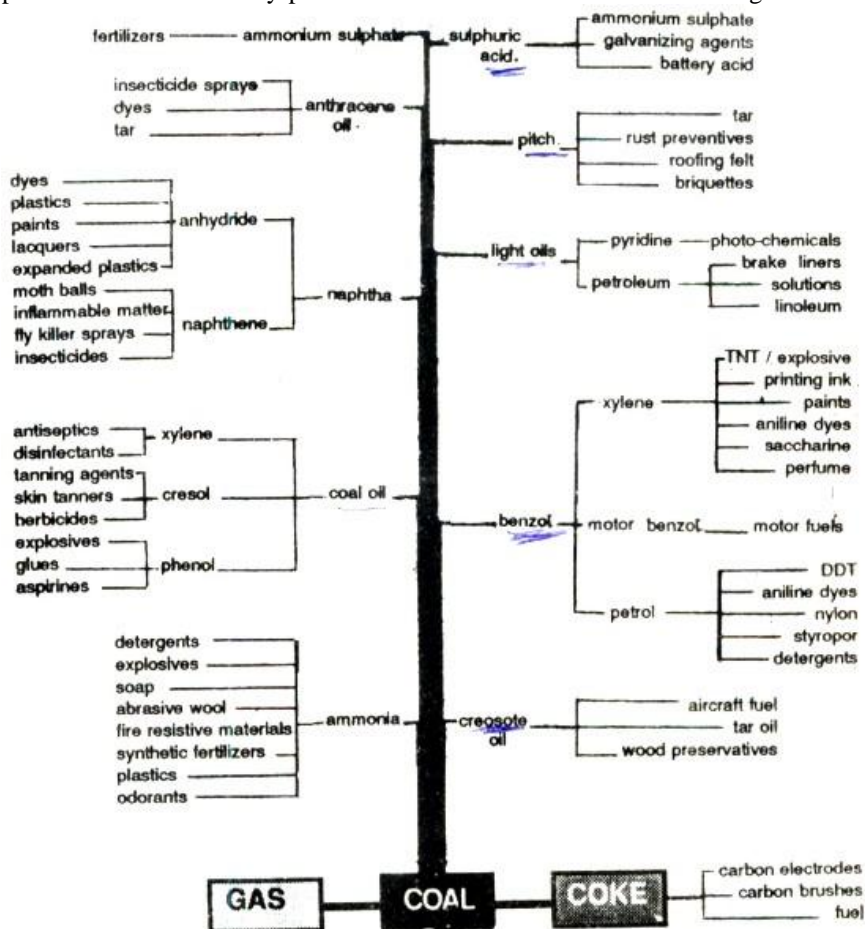 fertilizers
ammonium sulphate
insecticide sprays
dyes
tar
anthracene
oil
dyes
plastics
paints
lacquers
expanded plastics
anhydride
moth balls
inflammable matter
fly killer sprays
insecticides
naphthene
naphtha
antiseptics
disinfectants
xylene
tanning agents
skin tanners
herbicides
cresol
explosives
glues
aspirines
phenol
coal oil
detergents
explosives
soap
abrasive wool
fire resistive materials
synthetic fertilizers
plastics
odorants
ammonia
sulphuric
acid.
ammonium sulphate
galvanizing agents
battery acid
pitch
tar
rust preventives
roofing felt
briquettes
light oils
pyridine
photo-chemicals
petroleum
brake liners
solutions
linoleum
benzol
xylene
TNT / explosive
printing ink
paints
aniline dyes
saccharine
perfume
motor benzol
motor fuels
petrol
DDT
aniline dyes
nylon
styropor
detergents
creosote
oil
aircraft fuel
tar oil
wood preservatives
GAS
COAL
COKE
carbon electrodes
carbon brushes
fuel